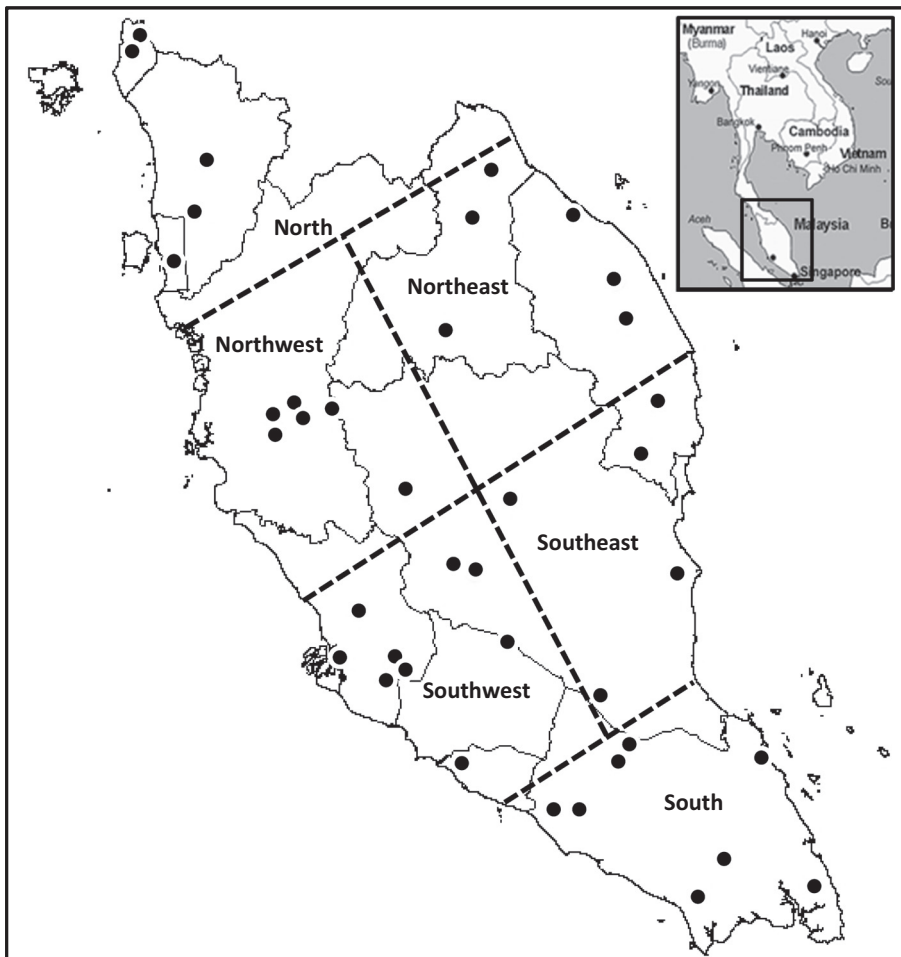 North
Northeast
Northwest
Southeast
Southwest
South
Myanmar
(Burma)
Hanoi
Laos
Vientiane
Yangon
Thailand
Bangkok
Cambodia
Phnom Penh
Vietnam
Ho Chi Minh
Aceh
Malaysia
Singapore